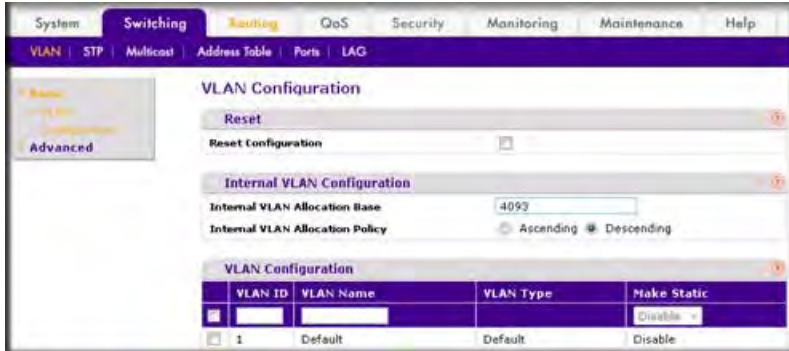 System Switching Routing QoS Security Monitoring Maintenance Help
VLAN STP Multicast Address Table Ports LAG
Basic
Advanced
VLAN Configuration
Reset
Reset Configuration
Internal VLAN Configuration
Internal VLAN Allocation Base 4093
Internal VLAN Allocation Policy Ascending Descending
VLAN Configuration
VLAN ID VLAN Name VLAN Type Make Static
Disable
1 Default Default Disable